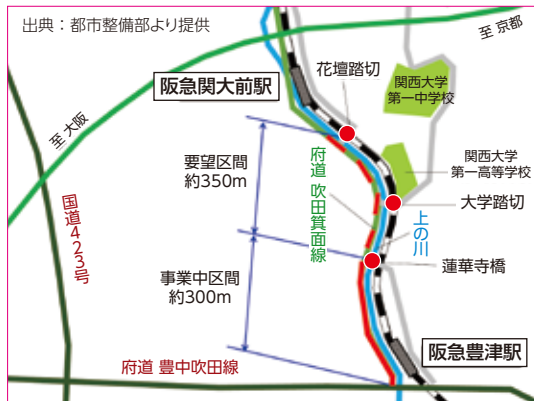 出典：都市整備部より提供
至 京都
花壇踏切
阪急関大前駅
関西大学
第一中学校
至 大阪
要望区間
約350m
府道 吹田箕面線
関西大学
第一高等学校
大学踏切
国道423号
上の川
蓮華寺橋
事業中区間
約300m
阪急豊津駅
府道 豊中吹田線